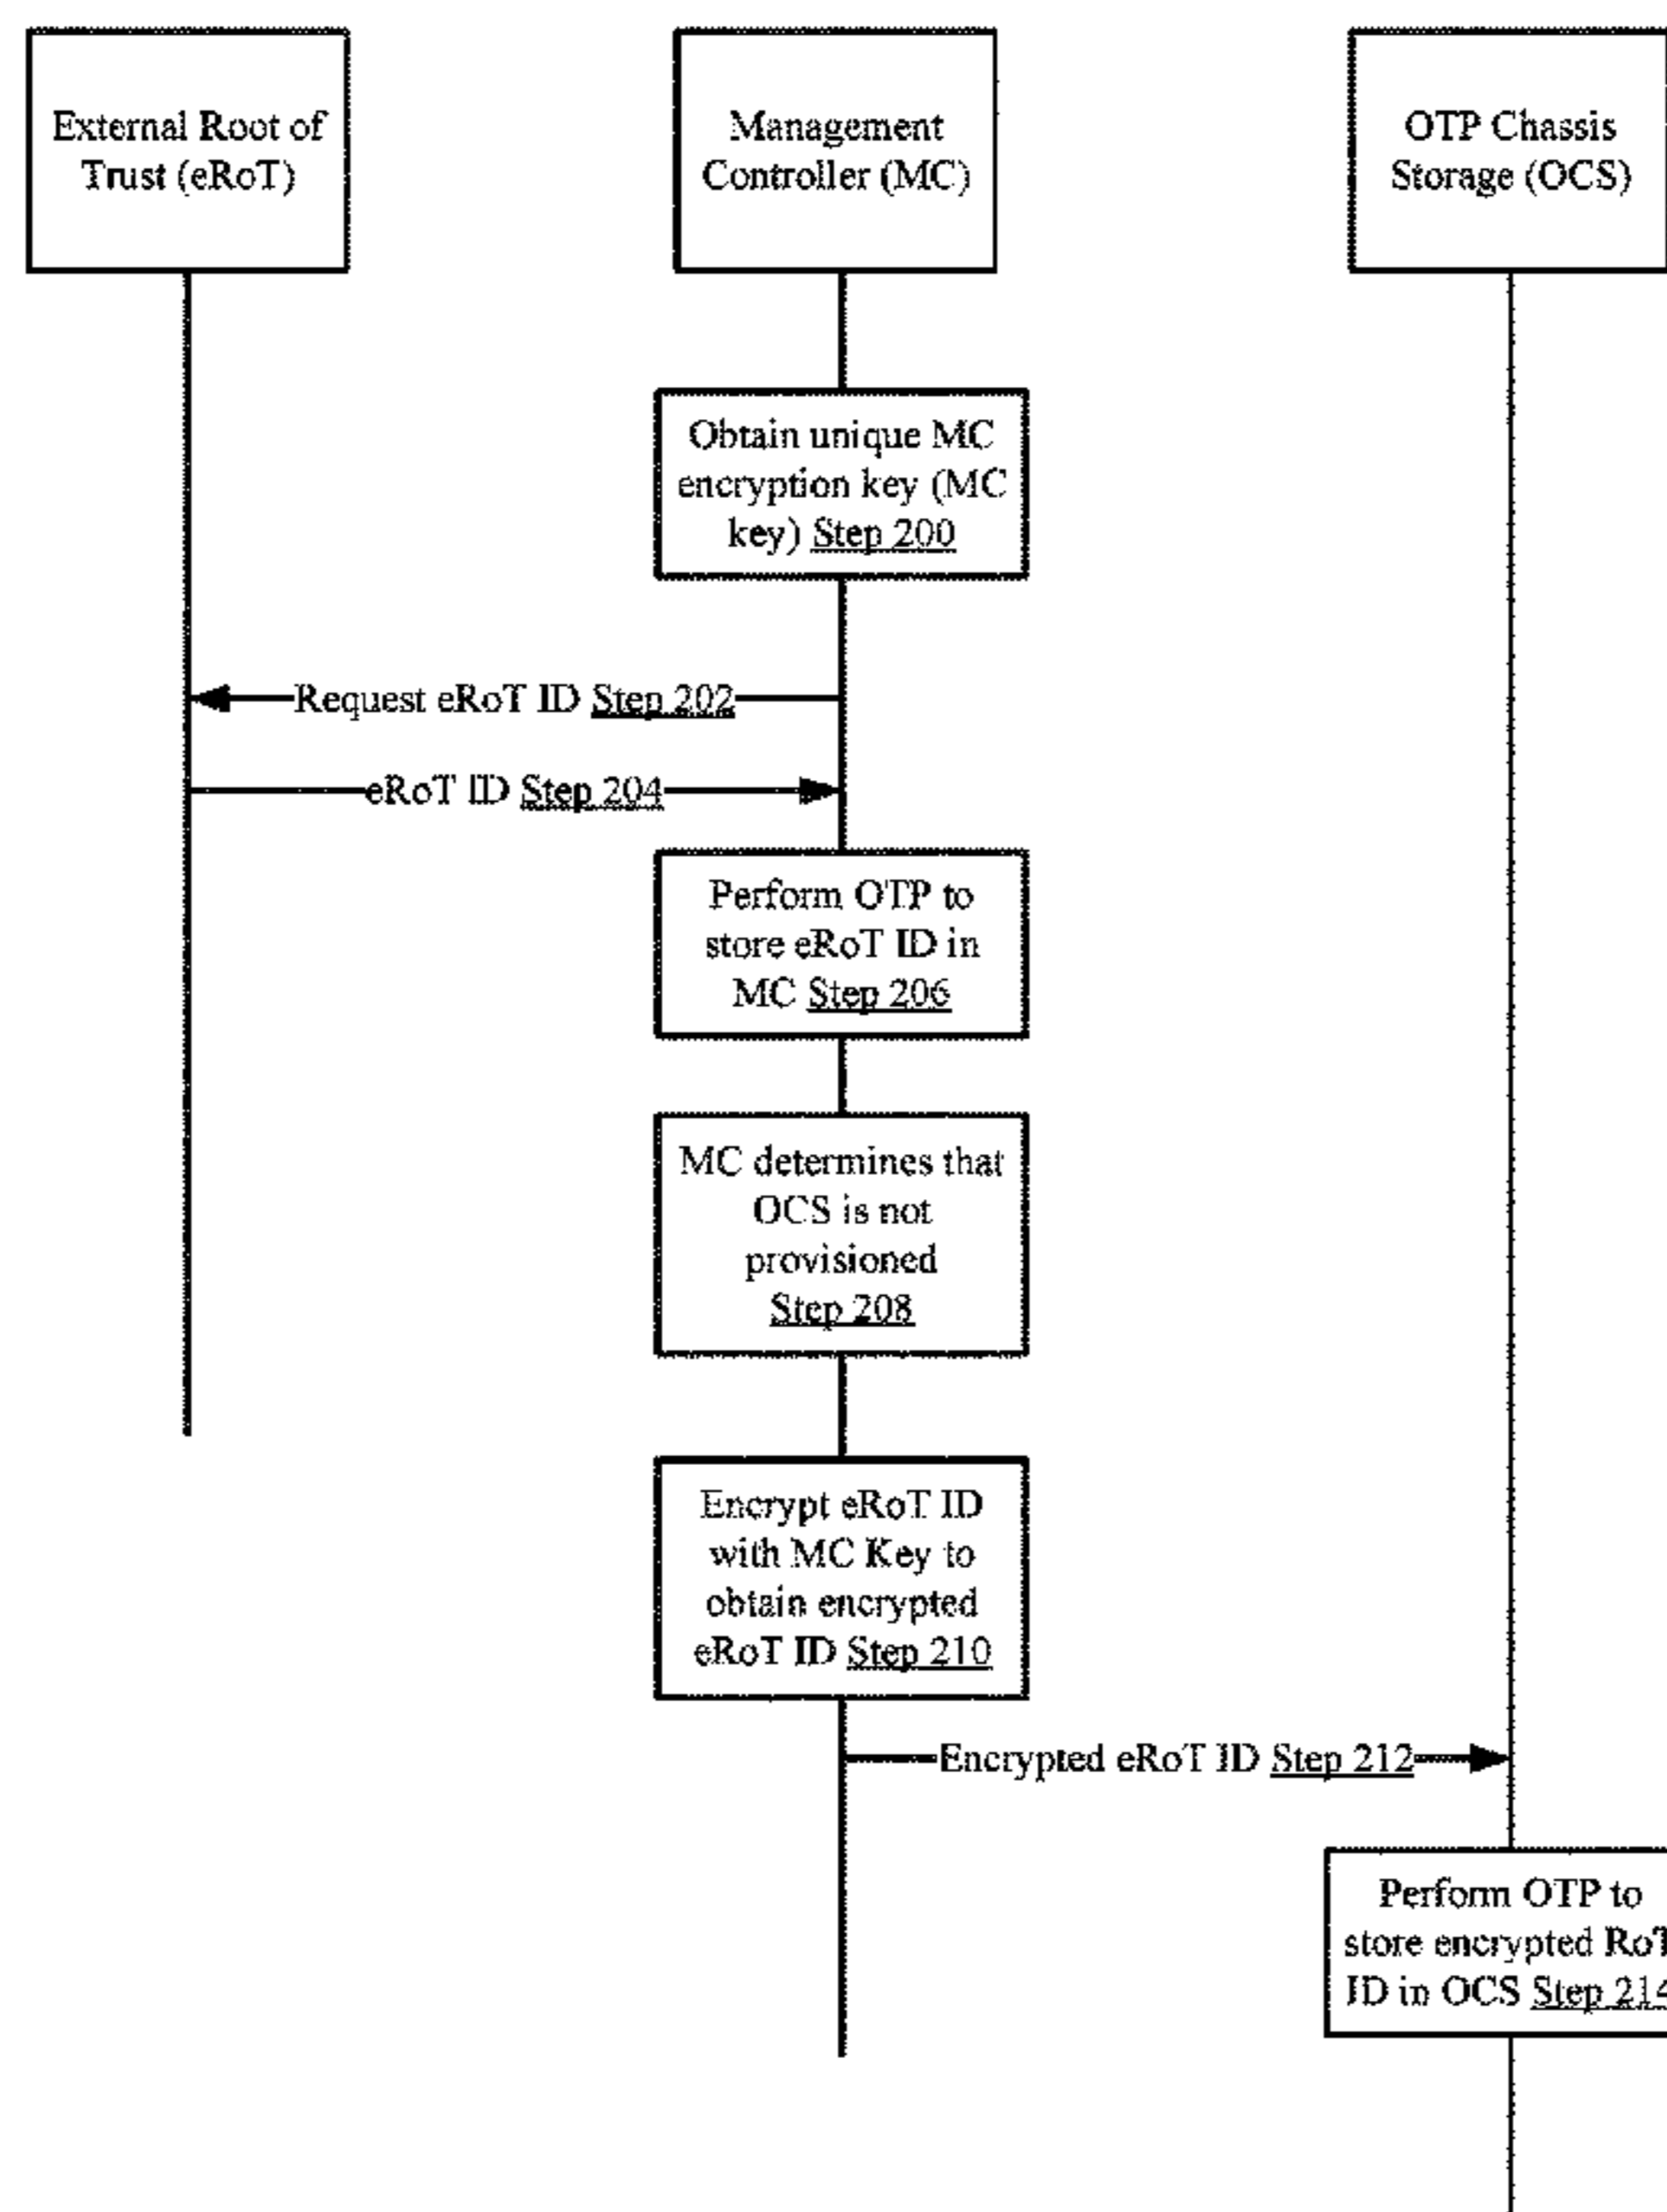 External Root of
Trust (eRoT)
Management
Controller (MC)
OTP Chassis
Storage (OCS)
Obtain unique MC
encryption key (MC
key) Step 200
Request eRoT ID Step 202
eRoT ID Step 204
Perform OTP to
store eRoT ID in
MC Step 206
MC determines that
OCS is not
provisioned
Step 208
Encrypt eRoT ID
with MC Key to
obtain encrypted
eRoT ID Step 210
Encrypted eRoT ID Step 212
Perform OTP to
store encrypted RoT
ID in OCS Step 214